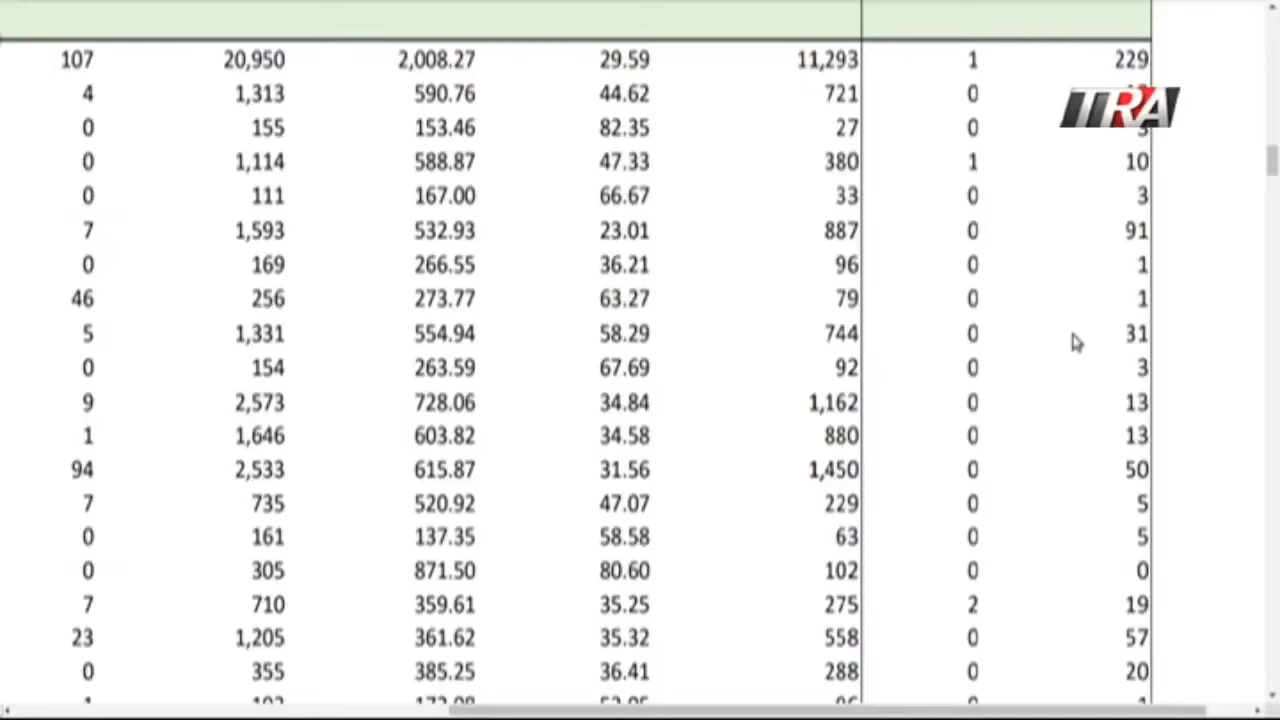 107 20,950 2,008.27 29.59 11,293 1 229
4 1,313 590.76 44.62 721 0
TRA
0 155 153.46 82.35 27 0 3
0 1,114 588.87 47.33 380 1 10
0 111 167.00 66.67 33 0 3
7 1,593 532.93 23.01 887 0 91
0 169 266.55 36.21 96 0 1
46 256 273.77 63.27 79 0 1
5 1,331 554.94 58.29 744 0 31
0 154 263.59 67.69 92 0 3
9 2,573 728.06 34.84 1,162 0 13
1 1,646 603.82 34.58 880 0 13
94 2,533 615.87 31.56 1,450 0 50
7 735 520.92 47.07 229 0 5
0 161 137.35 58.58 63 0 5
0 305 871.50 80.60 102 0 0
7 710 359.61 35.25 275 2 19
23 1,205 361.62 35.32 558 0 57
0 355 385.25 36.41 288 0 20